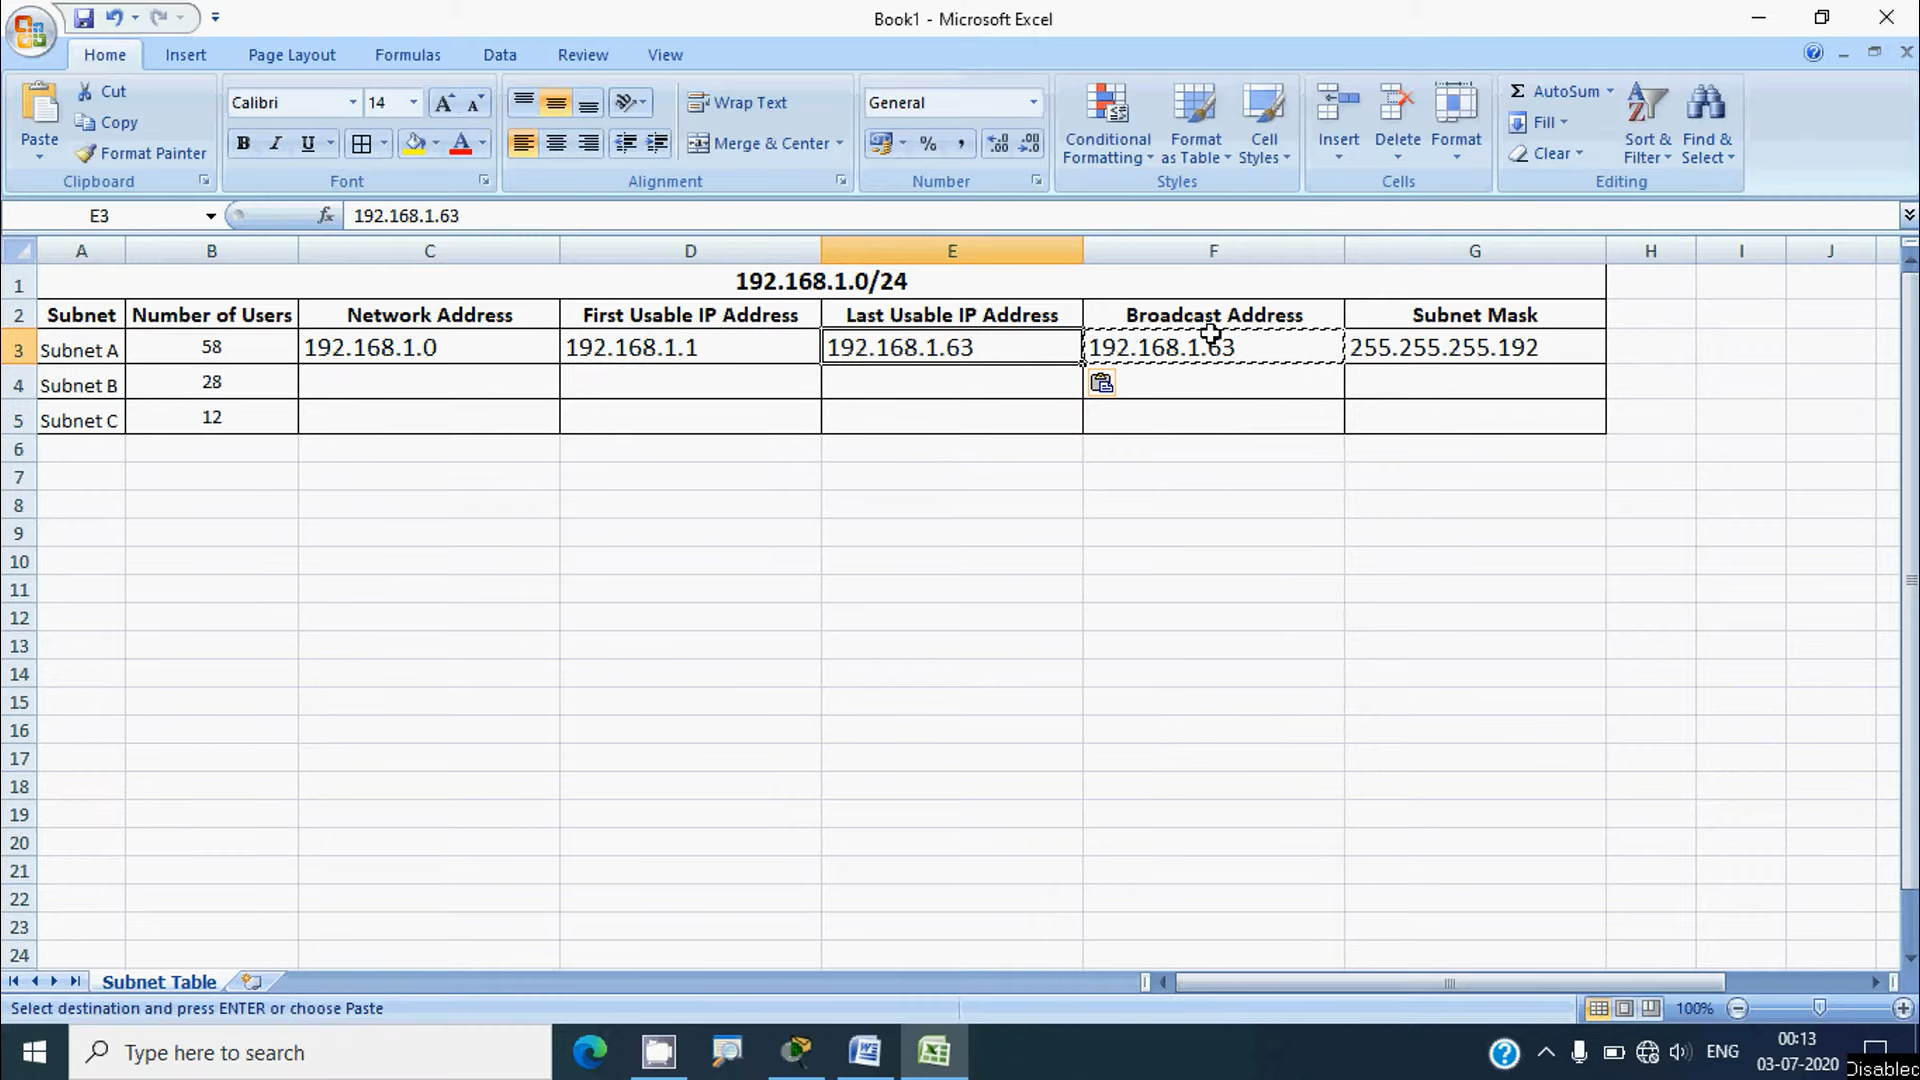 Book1 - Microsoft Excel
Home Insert Page Layout Formulas Data Review View
Paste
Cut
Copy
Format Painter
Clipboard
Calibri 14
B I U
Font
Wrap Text
Merge & Center
Alignment
General
% , .00
Number
Conditional Formatting
Format as Table
Cell Styles
Styles
Insert Delete Format
Cells
AutoSum
Fill
Clear
Sort & Filter
Find & Select
Editing
E3 fx 192.168.1.63
A B C D E F G H I J
1 192.168.1.0/24
2 Subnet Number of Users Network Address First Usable IP Address Last Usable IP Address Broadcast Address Subnet Mask
3 Subnet A 58 192.168.1.0 192.168.1.1 192.168.1.63 192.168.1.63 255.255.255.192
4 Subnet B 28
5 Subnet C 12
6
7
8
9
10
11
12
13
14
15
16
17
18
19
20
21
22
23
24
Subnet Table
Select destination and press ENTER or choose Paste 100%
Type here to search
ENG
00:13
03-07-2020
Disabled